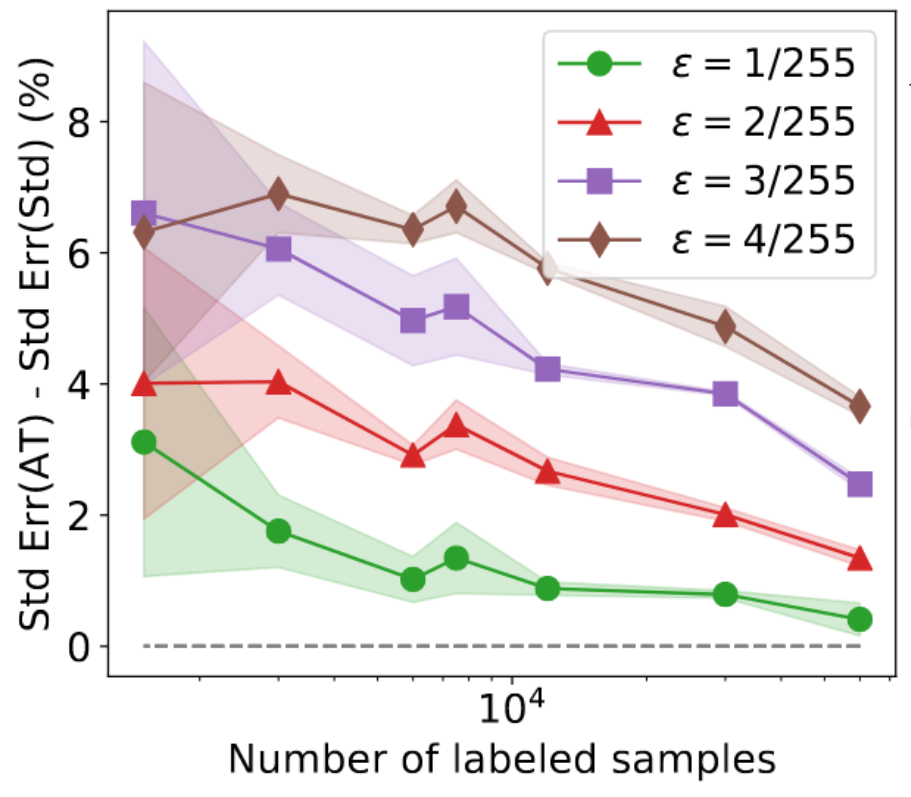 Std Err(AT) - Std Err(Std) (%)
8
6
4
2
0
ε = 1/255
ε = 2/255
ε = 3/255
ε = 4/255
10⁴
Number of labeled samples